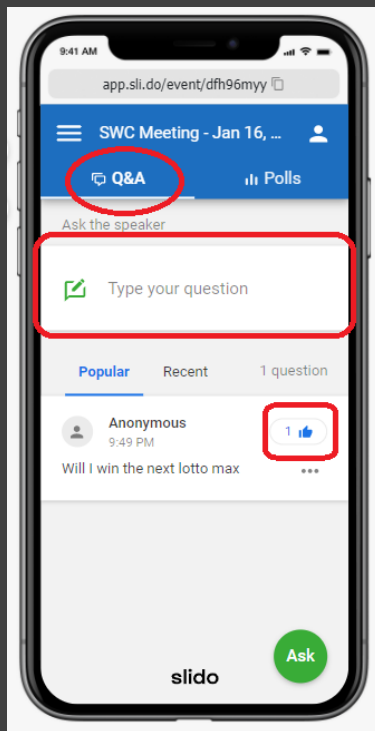 9:41 AM
app.sli.do/event/dfh96myy
SWC Meeting - Jan 16, ...
Q&A
Polls
Ask the speaker
Type your question
Popular Recent 1 question
Anonymous
1
9:49 PM
Will I win the next lotto max
Ask
slido